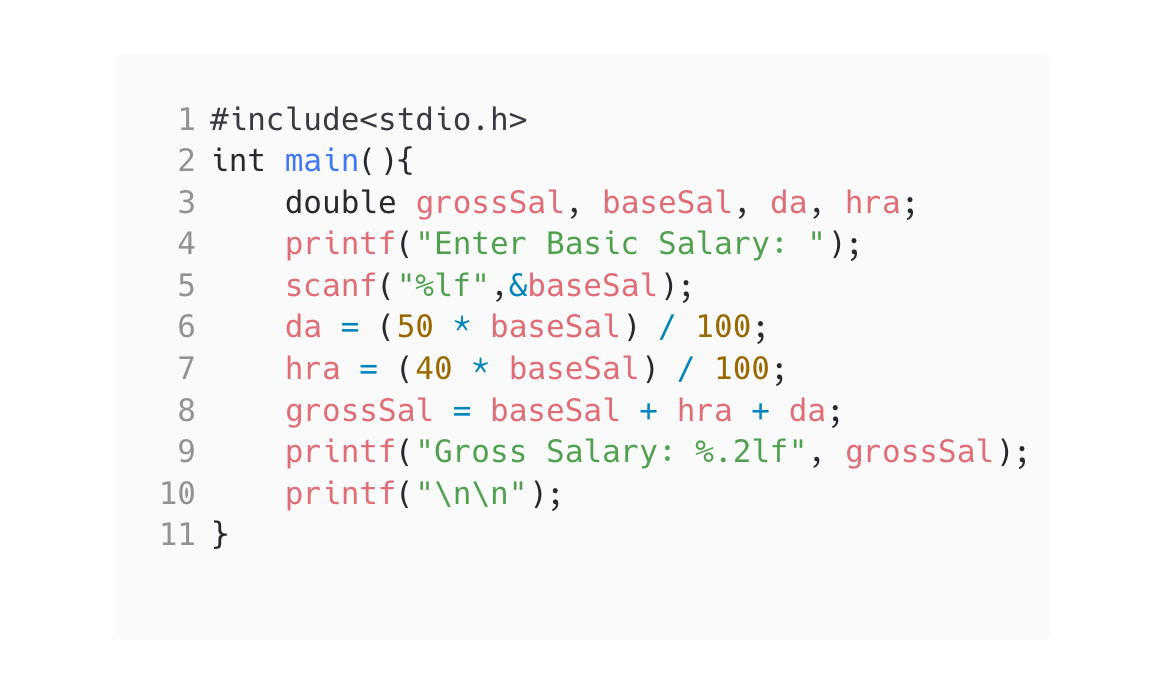 1 #include<stdio.h>
2 int main(){
3     double grossSal, baseSal, da, hra;
4     printf("Enter Basic Salary: ");
5     scanf("%lf",&baseSal);
6     da = (50 * baseSal) / 100;
7     hra = (40 * baseSal) / 100;
8     grossSal = baseSal + hra + da;
9     printf("Gross Salary: %.2lf", grossSal);
10     printf("\n\n");
11 }